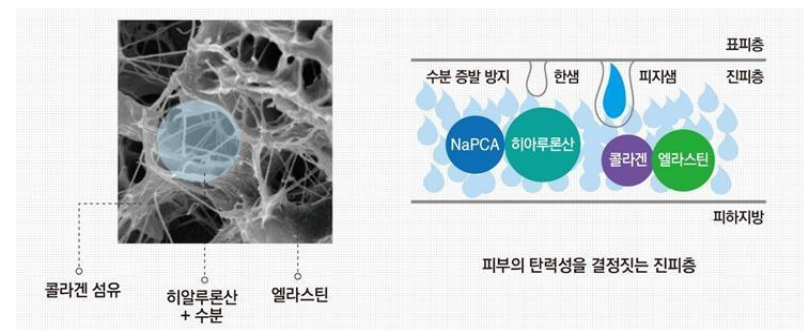 콜라겐 섬유
히알루론산
+ 수분
엘라스틴
표피층
수분 증발 방지
한샘
피지샘
진피층
NaPCA
히아루론산
콜라겐
엘라스틴
피하지방
피부의 탄력성을 결정짓는 진피층